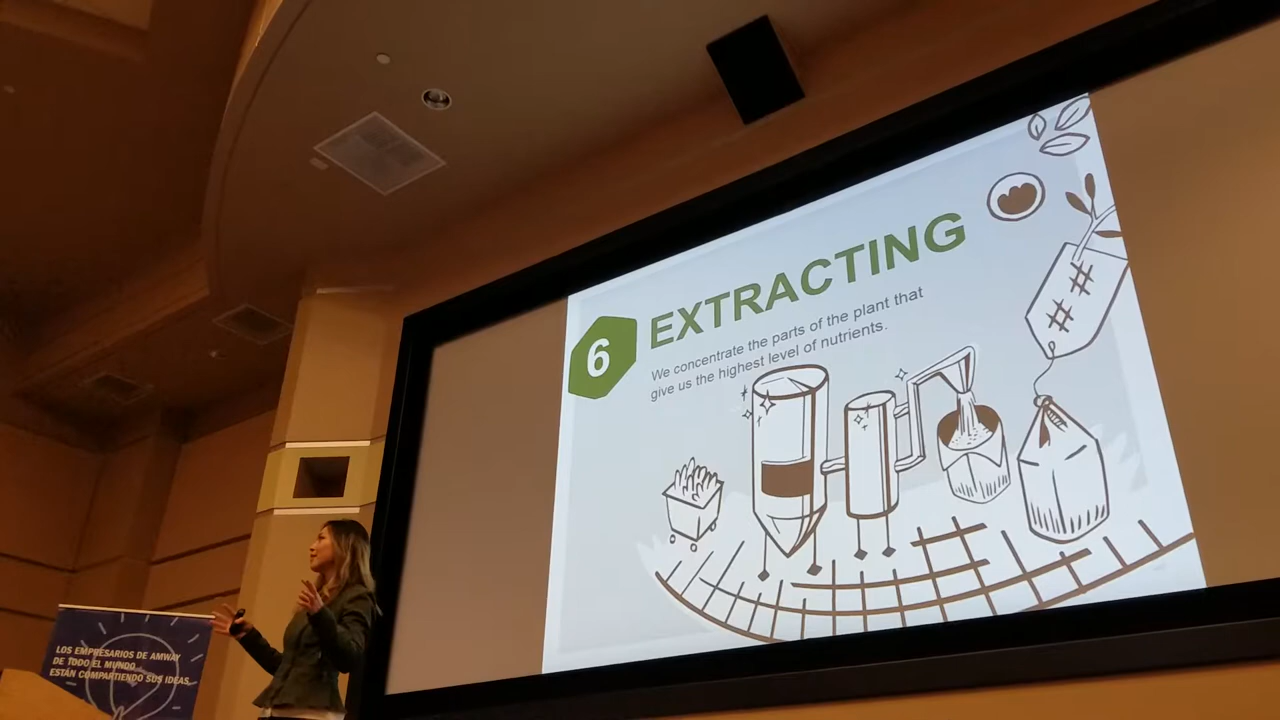 6
EXTRACTING
We concentrate the parts of the plant that
give us the highest level of nutrients.
#
#
LOS EMPRESARIOS DE AMWAY
DE TODO EL MUNDO
ESTÁN COMPARTIENDO SUS IDEAS.